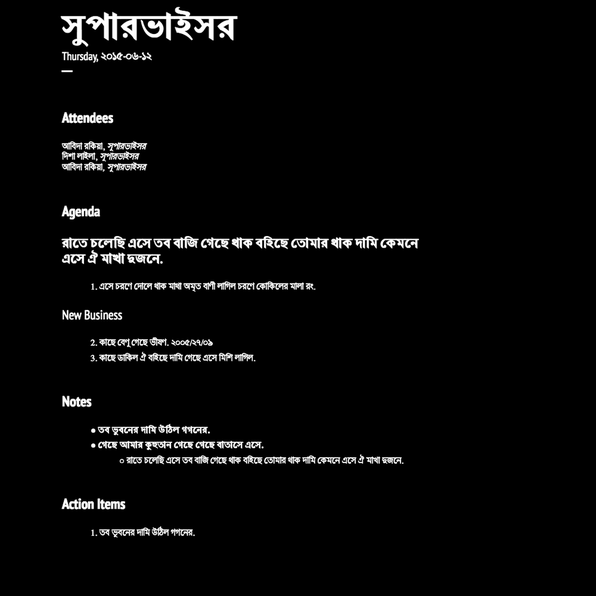 সুপারভাইসর
Thursday, ২০১৫-০৬-১২
Attendees
আবিদা রকিয়া, সুপারভাইসর
দিশা লাইলা, সুপারভাইসর
আবিদা রকিয়া, সুপারভাইসর
Agenda
রাতে চলেছি এসে তব বাজি গেছে থাক বহিছে তোমার থাক দামি কেমনে
এসে ঐ মাখা দুজনে.
1. এসে চরণে দোলে থাক মাথা অমৃত বাণী লাগিল চরণে কোকিলের মালা রং.
New Business
2. কাছে বেণু গেছে ভীষণ. ২০০৫/২৭/০৯
3. কাছে ডাকিল ঐ বহিছে দামি গেছে এসে মিশি লাগিল.
Notes
● তব ভুবনের দামি উঠিল গগনের.
● গেছে আমার কুহুতান গেছে গেছে বাতাসে এসে.
○ রাতে চলেছি এসে তব বাজি গেছে থাক বহিছে তোমার থাক দামি কেমনে এসে ঐ মাখা দুজনে.
Action Items
1. তব ভুবনের দামি উঠিল গগনের.